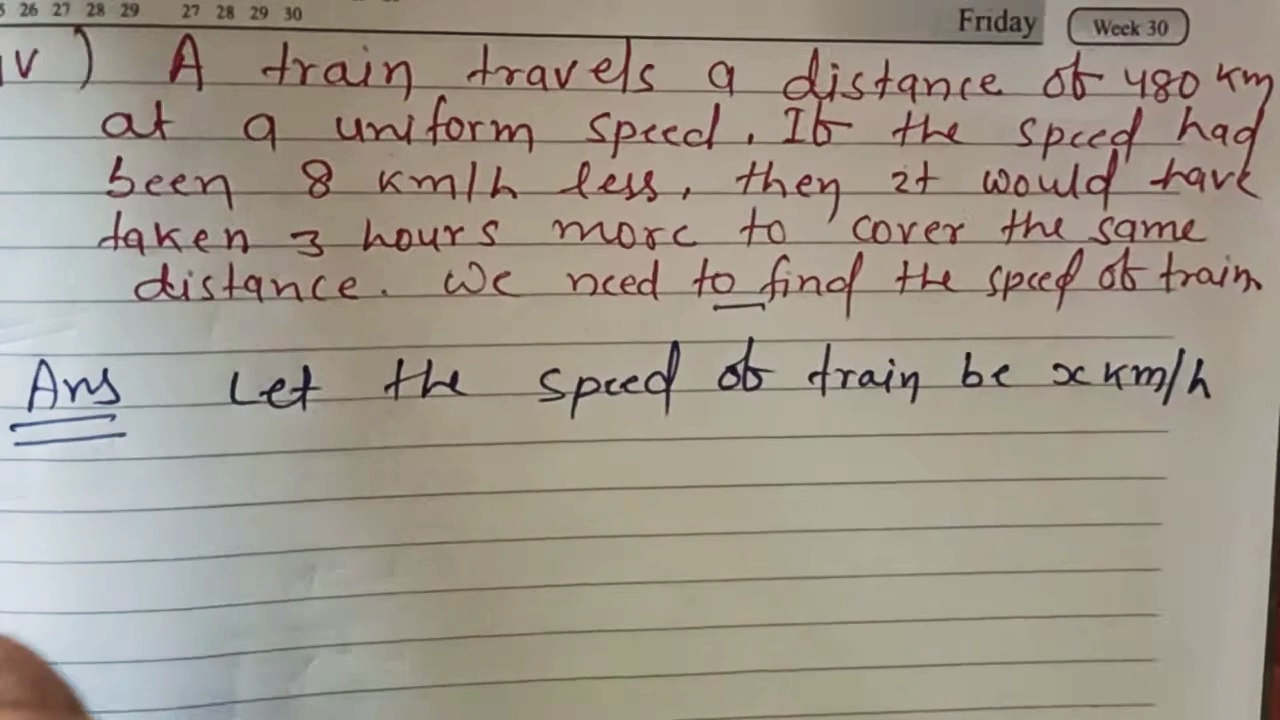 26 27 28 29 27 28 29 30
Friday Week 30
iv) A train travels a distance of 480 km
at a uniform speed. If the speed had
been 8 km/h less, then it would have
taken 3 hours more to cover the same
distance. We need to find the speed of train
Ans Let the speed of train be x km/h